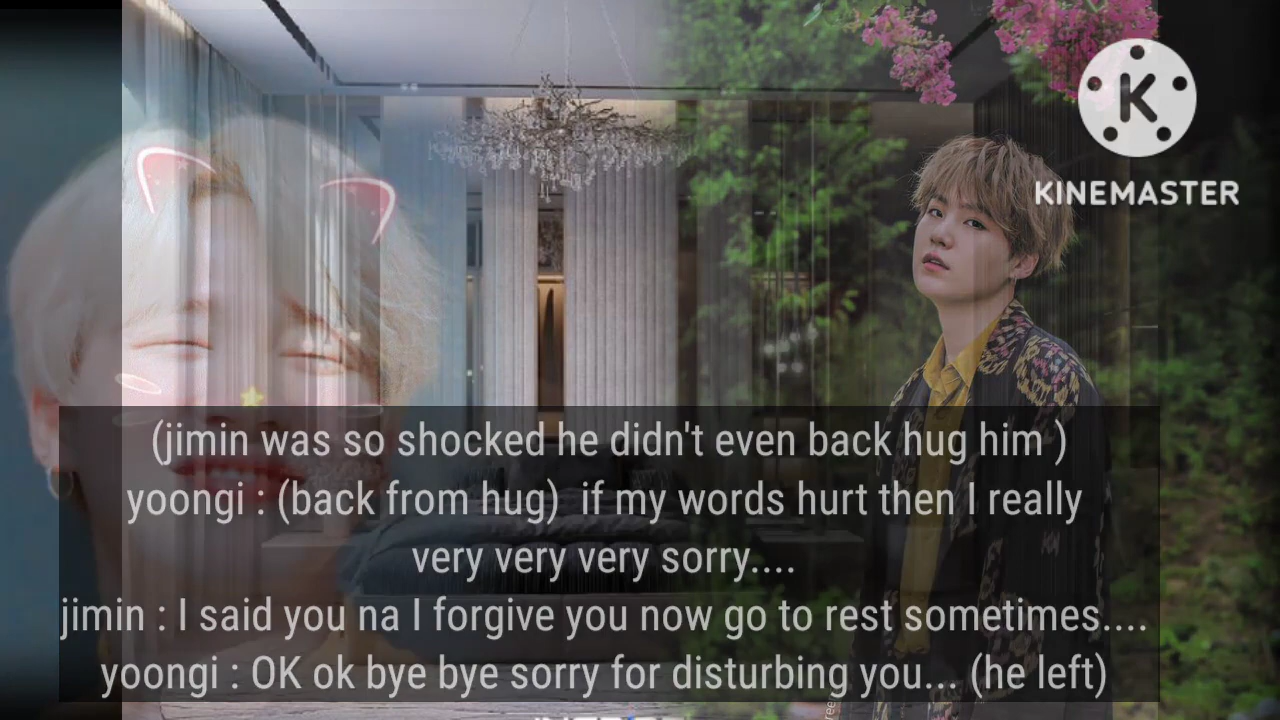 KINEMASTER
(jimin was so shocked he didn't even back hug him )
yoongi : (back from hug) if my words hurt then I really
very very very sorry....
jimin : I said you na I forgive you now go to rest sometimes....
yoongi : OK ok bye bye sorry for disturbing you... (he left)